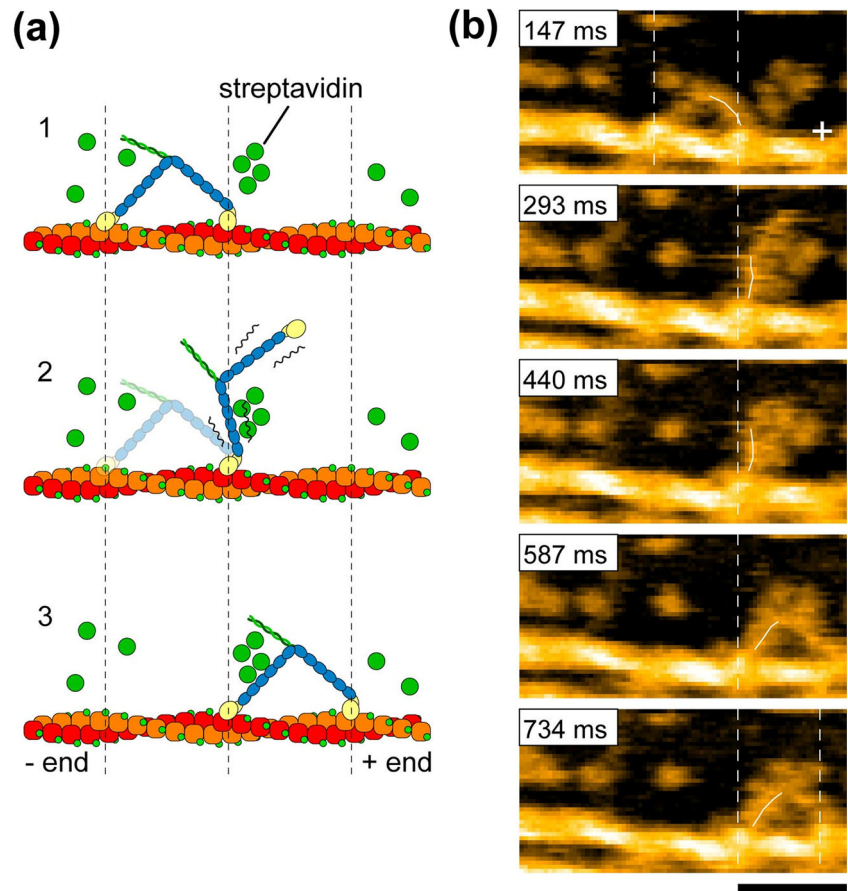 (a)
streptavidin
1
2
3
- end
+ end
(b)
147 ms
+
293 ms
440 ms
587 ms
734 ms